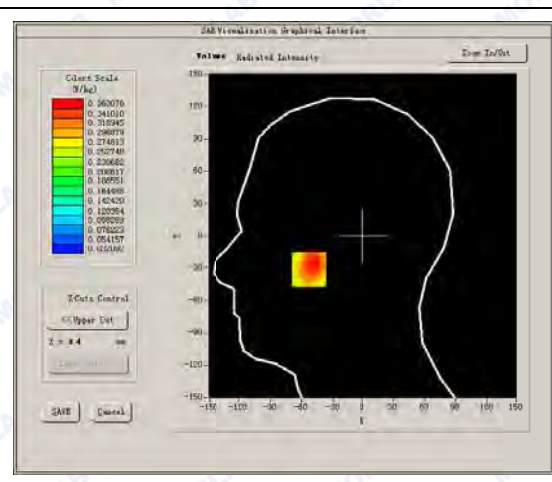 SAR Visualisation Graphical Interface
Volume Radiated Intensity
Zoom In/Out
Colors Scale
(W/kg)
0.363076
0.341010
0.318945
0.296879
0.274813
0.252748
0.230682
0.208617
0.186551
0.164486
0.142420
0.120354
0.098289
0.076223
0.054157
Z-Cuts Control
<<Upper Cut
Z = 4.4 mm
SAVE Cancel
150
120
90
60
30
0
-30
-60
-90
-120
-150
-150 -120 -90 -60 -30 0 30 60 90 120 150
X